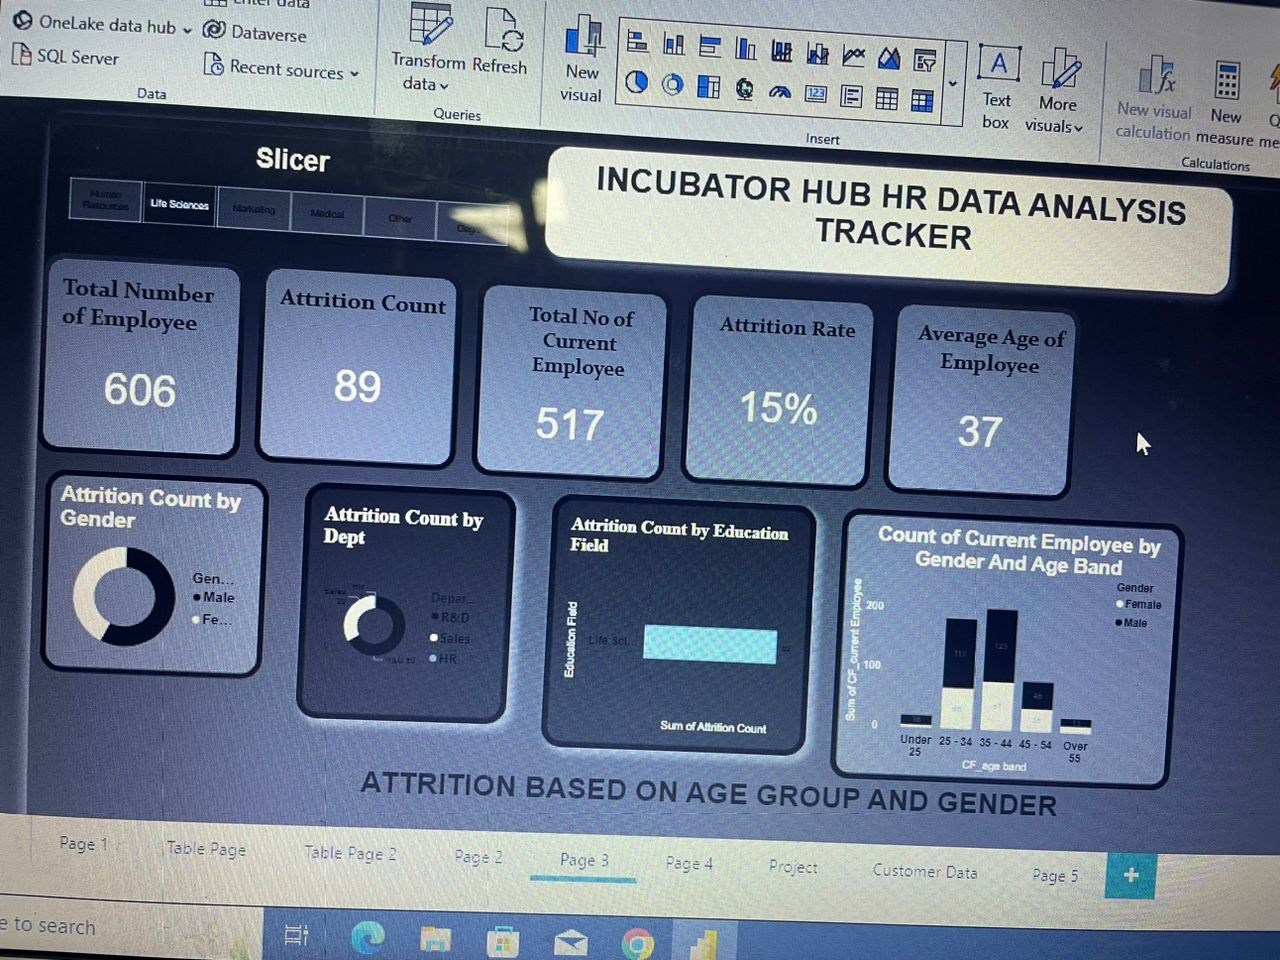 OneLake data hub
Dataverse
SQL Server
Recent sources
Data
Transform
data
Refresh
Queries
New
visual
123
Insert
A
Text
box
More
visuals
New visual
calculation
New
measure
Calculations
Slicer
Human
Resources
Life Sciences
Marketing
Medical
Other
INCUBATOR HUB HR DATA ANALYSIS
TRACKER
Total Number
of Employee
606
Attrition Count
89
Total No of
Current
Employee
517
Attrition Rate
15%
Average Age of
Employee
37
Attrition Count by
Gender
Gen...
Male
Fe...
Attrition Count by
Dept
Depar...
R&D
Sales
HR
Attrition Count by Education
Field
Education Field
Life Sci...
Sum of Attrition Count
Count of Current Employee by
Gender And Age Band
Gender
Female
Male
Sum of CF_current Employee
200
100
0
117
123
Under
25
25 - 34
35 - 44
45 - 54
Over
55
CF_age band
ATTRITION BASED ON AGE GROUP AND GENDER
Page 1
Table Page
Table Page 2
Page 2
Page 3
Page 4
Project
Customer Data
Page 5
+
e to search